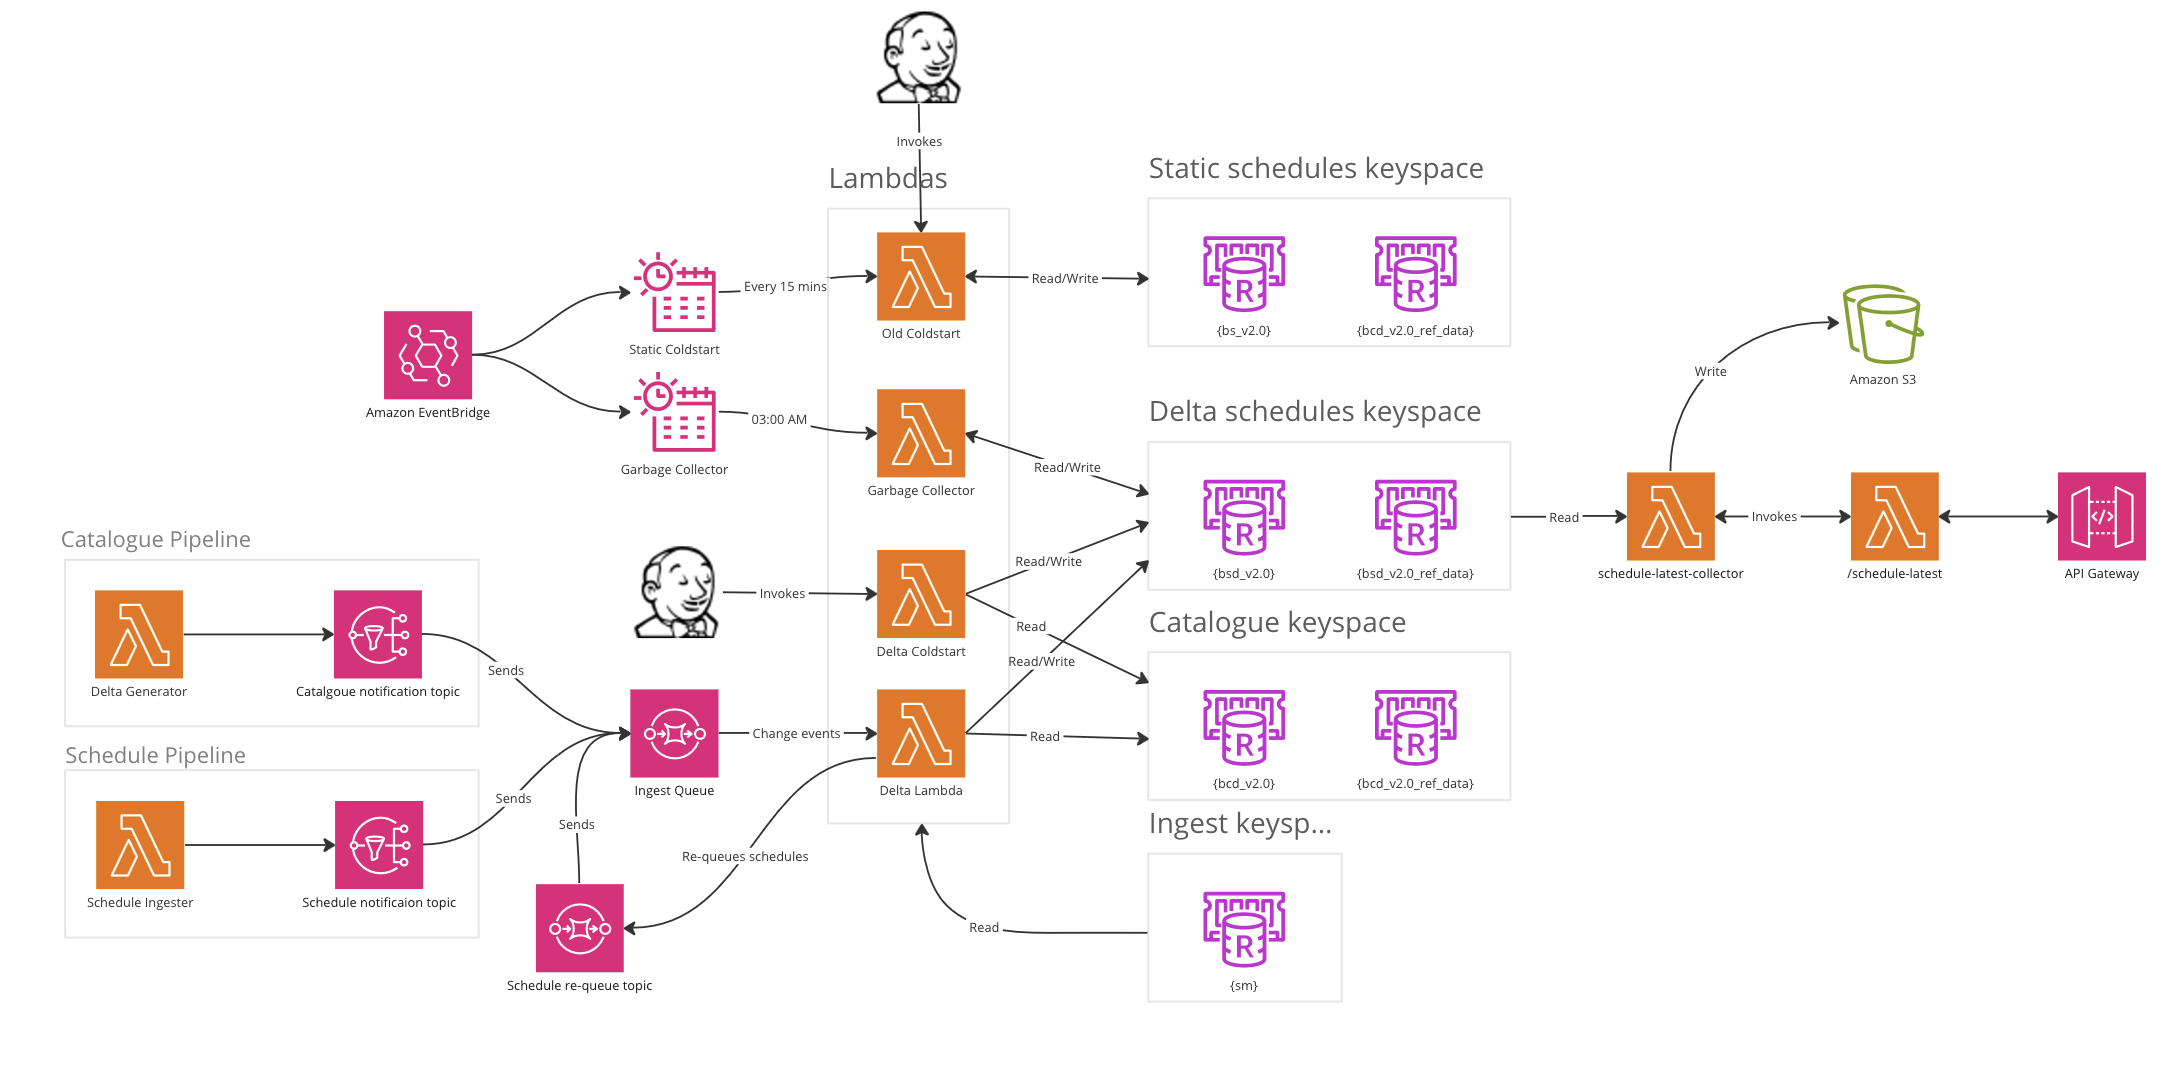 Invokes
Lambdas
Static schedules keyspace
Every 15 mins
Read/Write
Old Coldstart
{bs_v2.0}
{bcd_v2.0_ref_data}
Static Coldstart
Amazon EventBridge
03:00 AM
Garbage Collector
Garbage Collector
Write
Amazon S3
Delta schedules keyspace
Read/Write
{bsd_v2.0}
{bsd_v2.0_ref_data}
Read
schedule-latest-collector
Invokes
/schedule-latest
API Gateway
Catalogue Pipeline
Delta Generator
Catalgoue notification topic
Sends
Invokes
Delta Coldstart
Read/Write
Read
Read/Write
Catalogue keyspace
{bcd_v2.0}
{bcd_v2.0_ref_data}
Ingest Queue
Change events
Delta Lambda
Read
Schedule Pipeline
Schedule Ingester
Schedule notificaion topic
Sends
Sends
Re-queues schedules
Schedule re-queue topic
Ingest keysp...
Read
{sm}
R
R
R
R
R
R
R